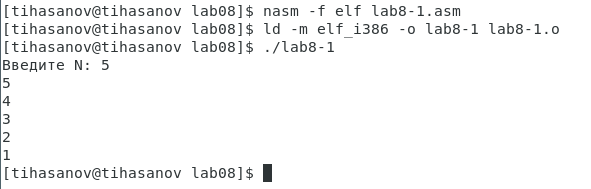 [tihasanov@tihasanov lab08]$ nasm -f elf lab8-1.asm
[tihasanov@tihasanov lab08]$ ld -m elf_i386 -o lab8-1 lab8-1.o
[tihasanov@tihasanov lab08]$ ./lab8-1
Введите N: 5
5
4
3
2
1
[tihasanov@tihasanov lab08]$